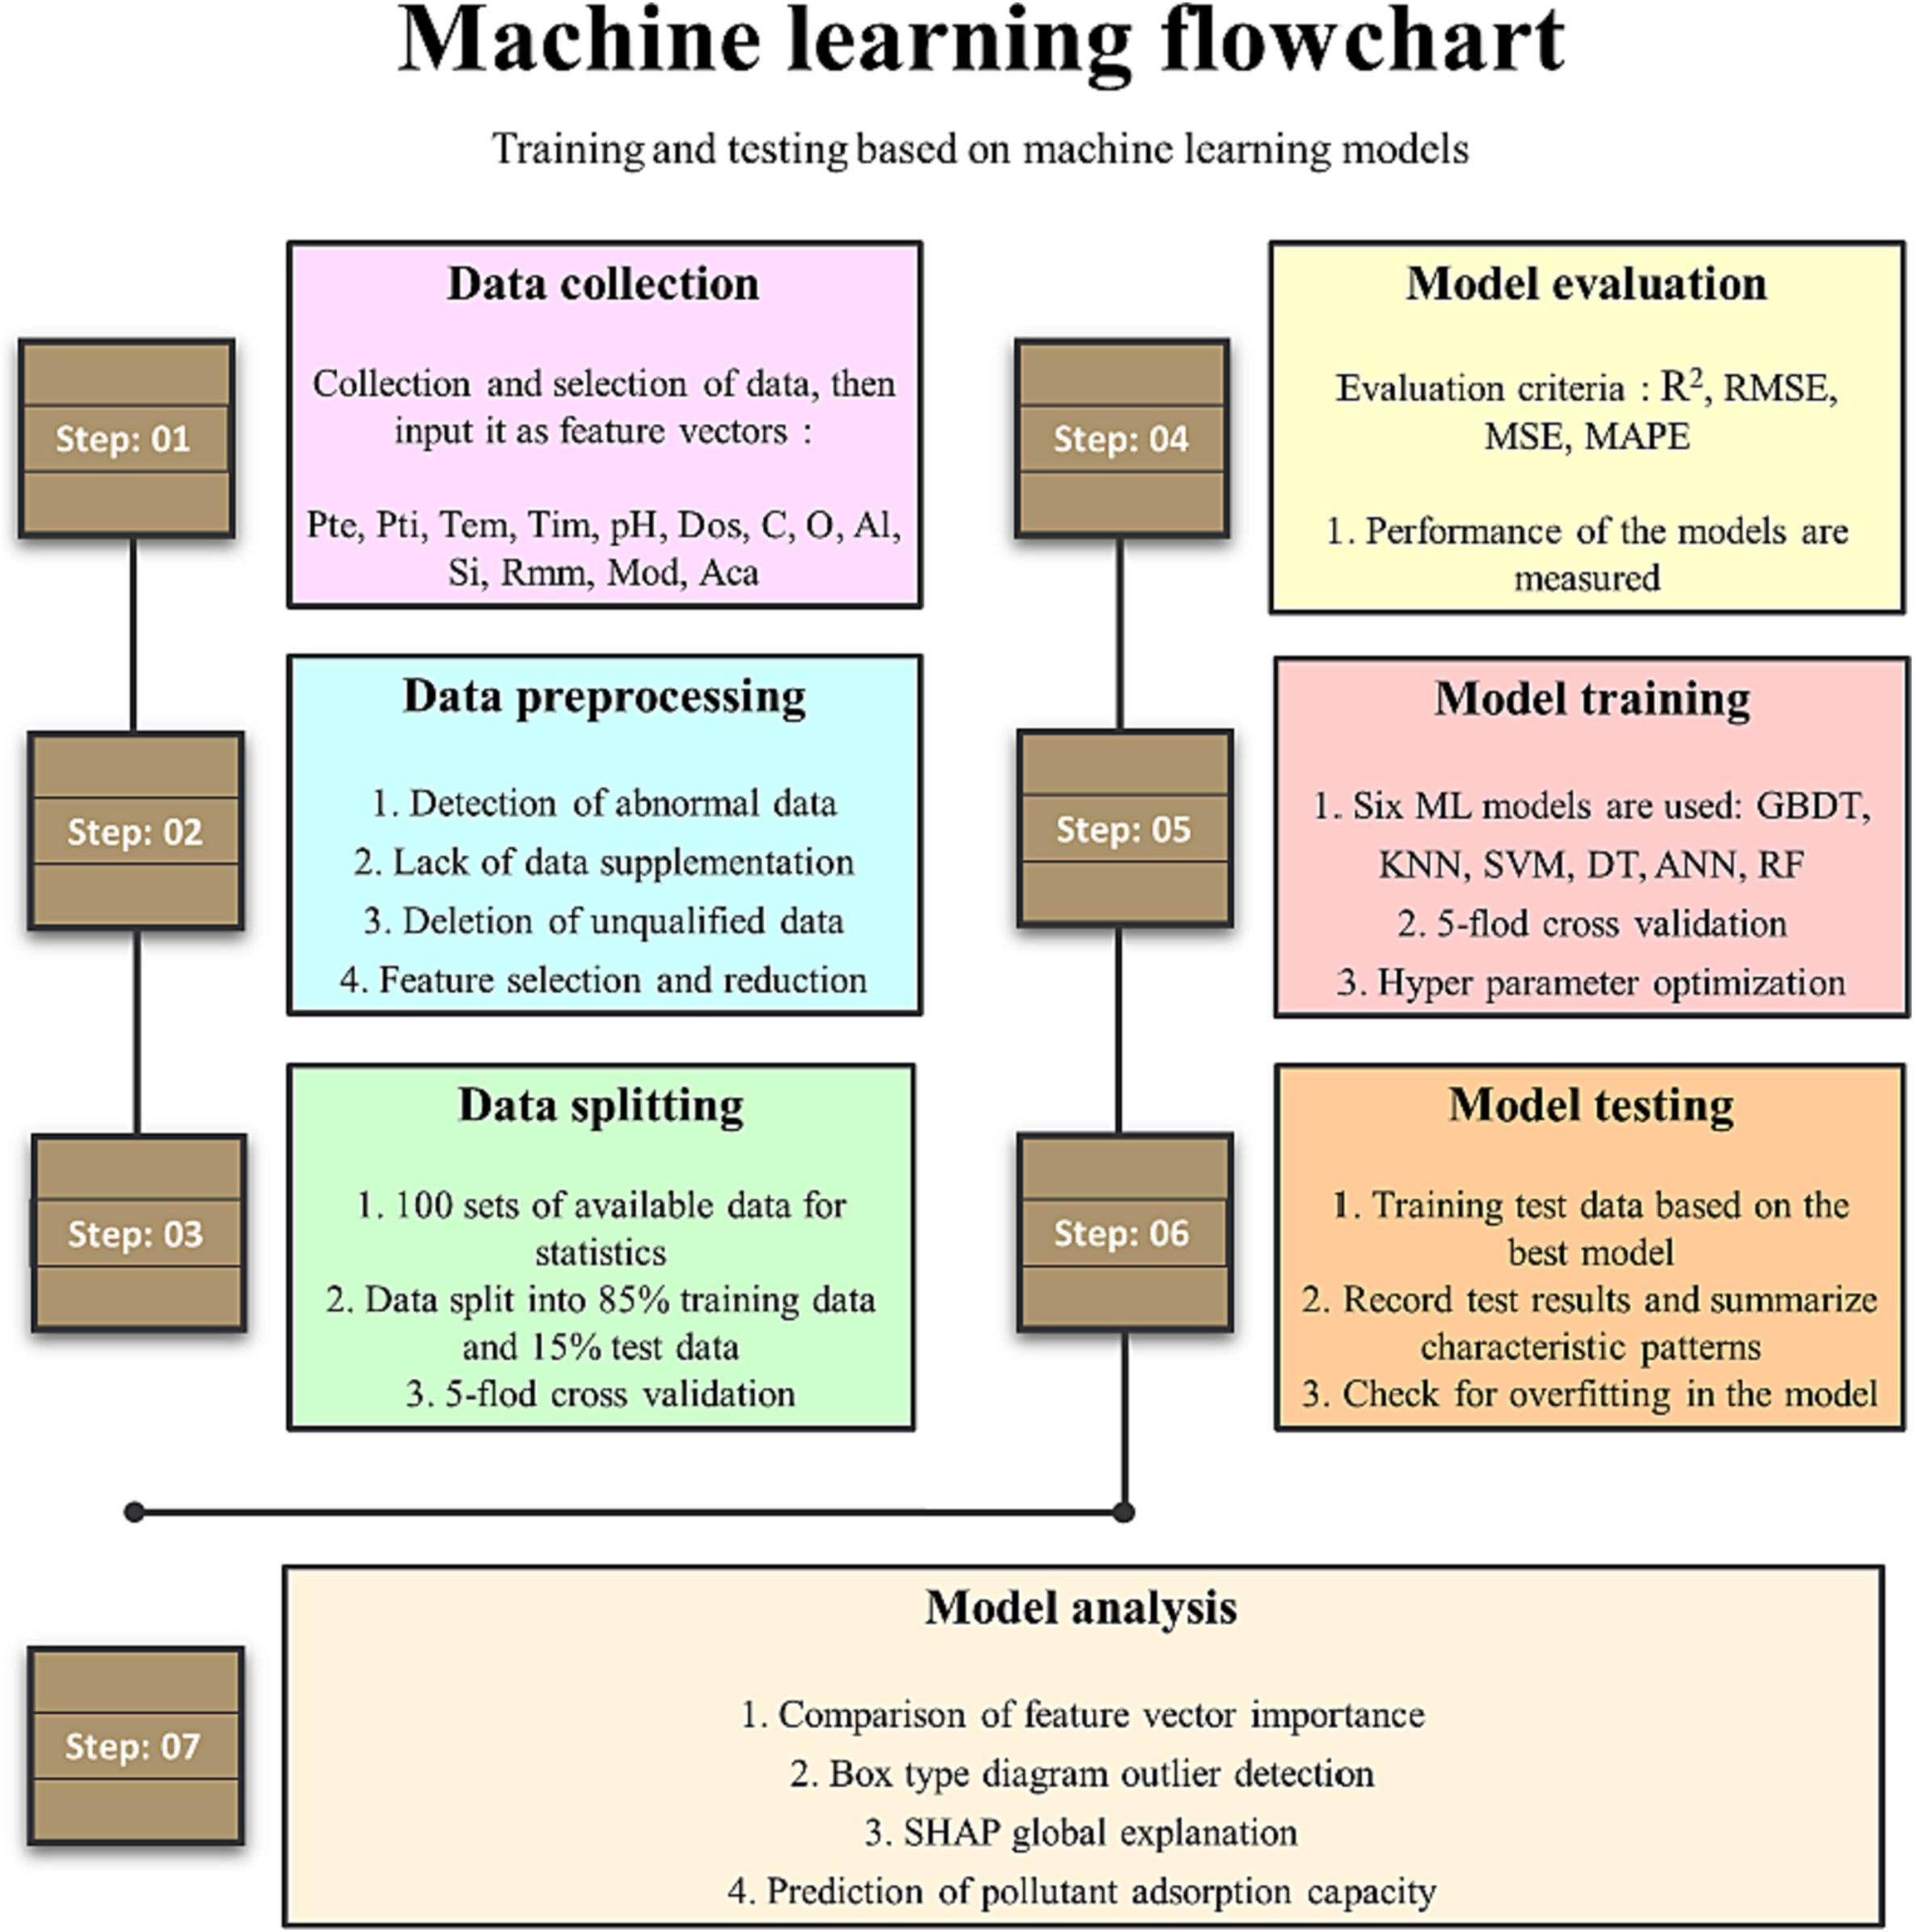 Machine learning flowchart
Training and testing based on machine learning models
Step: 01
Data collection
Collection and selection of data, then
input it as feature vectors :
Pte, Pti, Tem, Tim, pH, Dos, C, O, Al,
Si, Rmm, Mod, Aca
Step: 02
Data preprocessing
1. Detection of abnormal data
2. Lack of data supplementation
3. Deletion of unqualified data
4. Feature selection and reduction
Step: 03
Data splitting
1. 100 sets of available data for
statistics
2. Data split into 85% training data
and 15% test data
3. 5-flod cross validation
Step: 04
Model evaluation
Evaluation criteria : R², RMSE,
MSE, MAPE
1. Performance of the models are
measured
Step: 05
Model training
1. Six ML models are used: GBDT,
KNN, SVM, DT, ANN, RF
2. 5-flod cross validation
3. Hyper parameter optimization
Step: 06
Model testing
1. Training test data based on the
best model
2. Record test results and summarize
characteristic patterns
3. Check for overfitting in the model
Step: 07
Model analysis
1. Comparison of feature vector importance
2. Box type diagram outlier detection
3. SHAP global explanation
4. Prediction of pollutant adsorption capacity